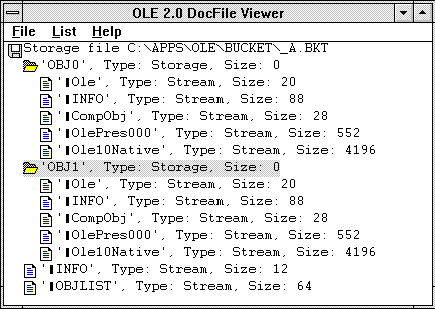 OLE 2.0 DocFile Viewer
File List Help
Storage file C:\APPS\OLE\BUCKET\_A.BKT
'OBJ0', Type: Storage, Size: 0
'▮Ole', Type: Stream, Size: 20
'▮INFO', Type: Stream, Size: 88
'▮CompObj', Type: Stream, Size: 28
'▮OlePres000', Type: Stream, Size: 552
'▮Ole10Native', Type: Stream, Size: 4196
'OBJ1', Type: Storage, Size: 0
'▮Ole', Type: Stream, Size: 20
'▮INFO', Type: Stream, Size: 88
'▮CompObj', Type: Stream, Size: 28
'▮OlePres000', Type: Stream, Size: 552
'▮Ole10Native', Type: Stream, Size: 4196
'▮INFO', Type: Stream, Size: 12
'▮OBJLIST', Type: Stream, Size: 64